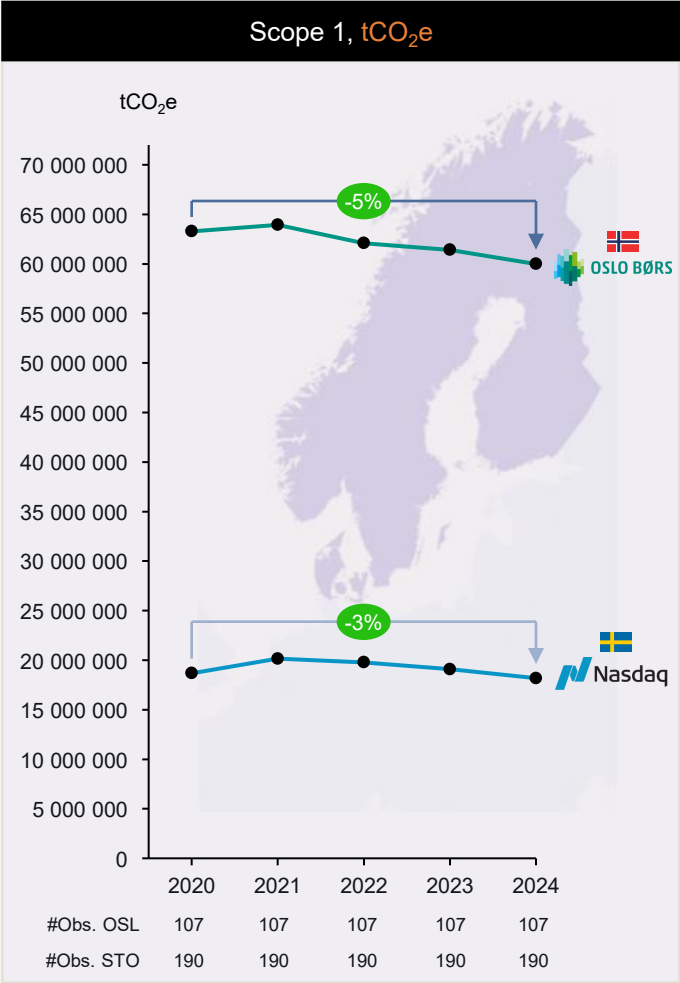 Scope 1, tCO₂e
tCO₂e
70 000 000
-5%
65 000 000
60 000 000
OSLO BØRS
55 000 000
50 000 000
45 000 000
40 000 000
35 000 000
30 000 000
25 000 000
-3%
20 000 000
Nasdaq
15 000 000
10 000 000
5 000 000
0
2020 2021 2022 2023 2024
#Obs. OSL 107 107 107 107 107
#Obs. STO 190 190 190 190 190